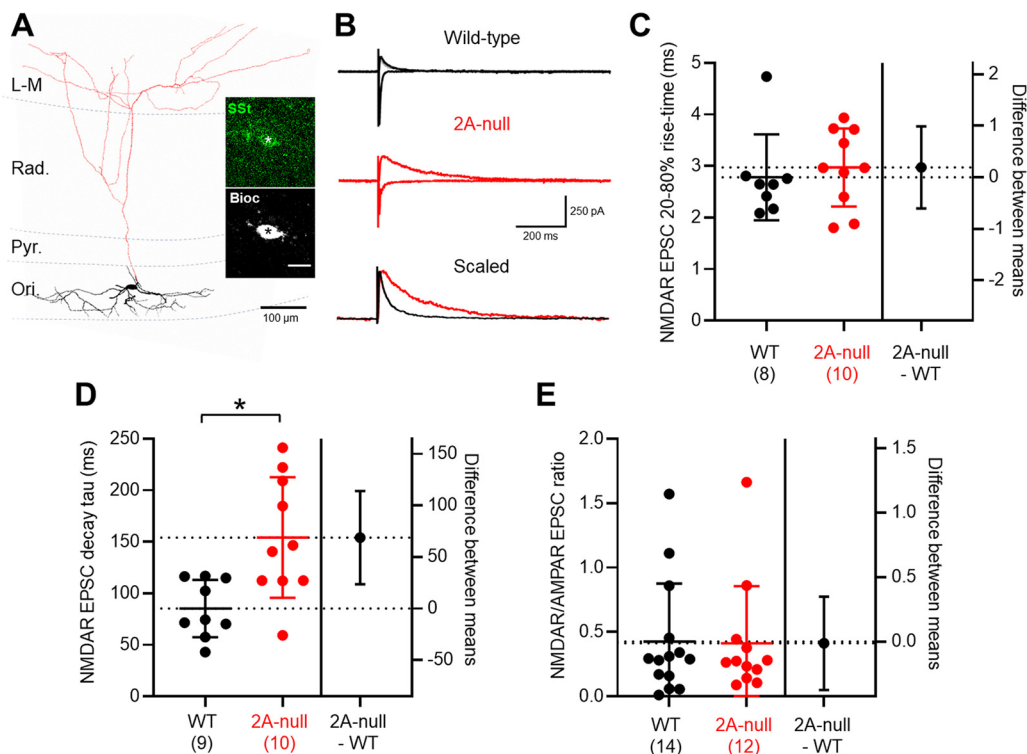 A
L-M
Rad.
Pyr.
Ori.
SSt
*
Bioc
*
100 µm
B
Wild-type
2A-null
250 pA
200 ms
Scaled
C
NMDAR EPSC 20-80% rise-time (ms)
5
4
3
2
1
0
2
1
0
-1
-2
Difference between means
WT
(8)
2A-null
(10)
2A-null
- WT
D
*
NMDAR EPSC decay tau (ms)
250
200
150
100
50
0
150
100
50
0
-50
Difference between means
WT
(9)
2A-null
(10)
2A-null
- WT
E
NMDAR/AMPAR EPSC ratio
2.0
1.5
1.0
0.5
0.0
1.5
1.0
0.5
0.0
Difference between means
WT
(14)
2A-null
(12)
2A-null
- WT